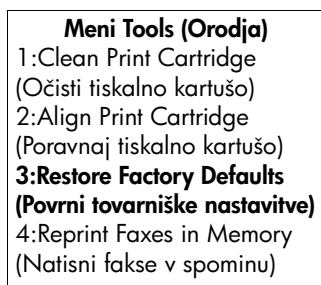 Meni Tools (Orodja)
1:Clean Print Cartridge
(Očisti tiskalno kartušo)
2:Align Print Cartridge
(Poravnaj tiskalno kartušo)
3:Restore Factory Defaults
(Povrni tovarniške nastavitve)
4:Reprint Faxes in Memory
(Natisni fakse v spominu)